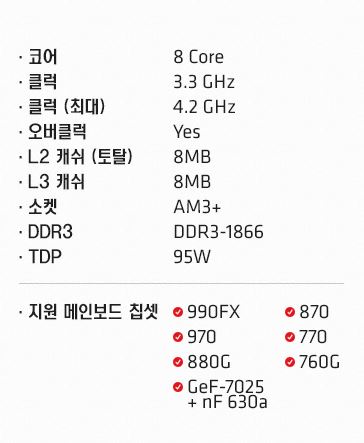 · 코어 8 Core
· 클럭 3.3 GHz
· 클럭 (최대) 4.2 GHz
· 오버클럭 Yes
· L2 캐쉬 (토탈) 8MB
· L3 캐쉬 8MB
· 소켓 AM3+
· DDR3 DDR3-1866
· TDP 95W
· 지원 메인보드 칩셋 990FX 870
970 770
880G 760G
GeF-7025
+ nF 630a